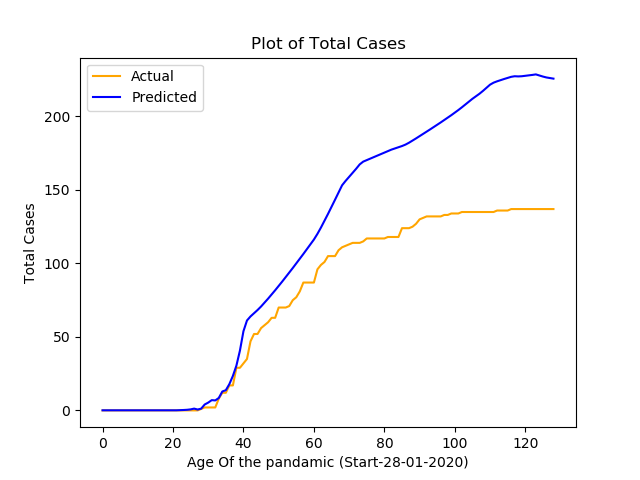 Plot of Total Cases
Actual
Predicted
200
150
100
50
0
Total Cases
0 20 40 60 80 100 120
Age Of the pandamic (Start-28-01-2020)